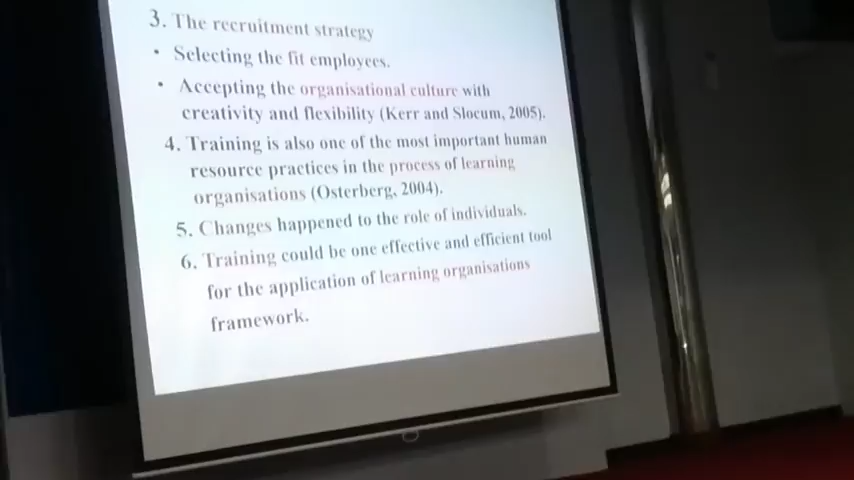 3. The recruitment strategy
• Selecting the fit employees.
• Accepting the organisational culture with
creativity and flexibility (Kerr and Slocum, 2005).
4. Training is also one of the most important human
resource practices in the process of learning
organisations (Osterberg, 2004).
5. Changes happened to the role of individuals.
6. Training could be one effective and efficient tool
for the application of learning organisations
framework.